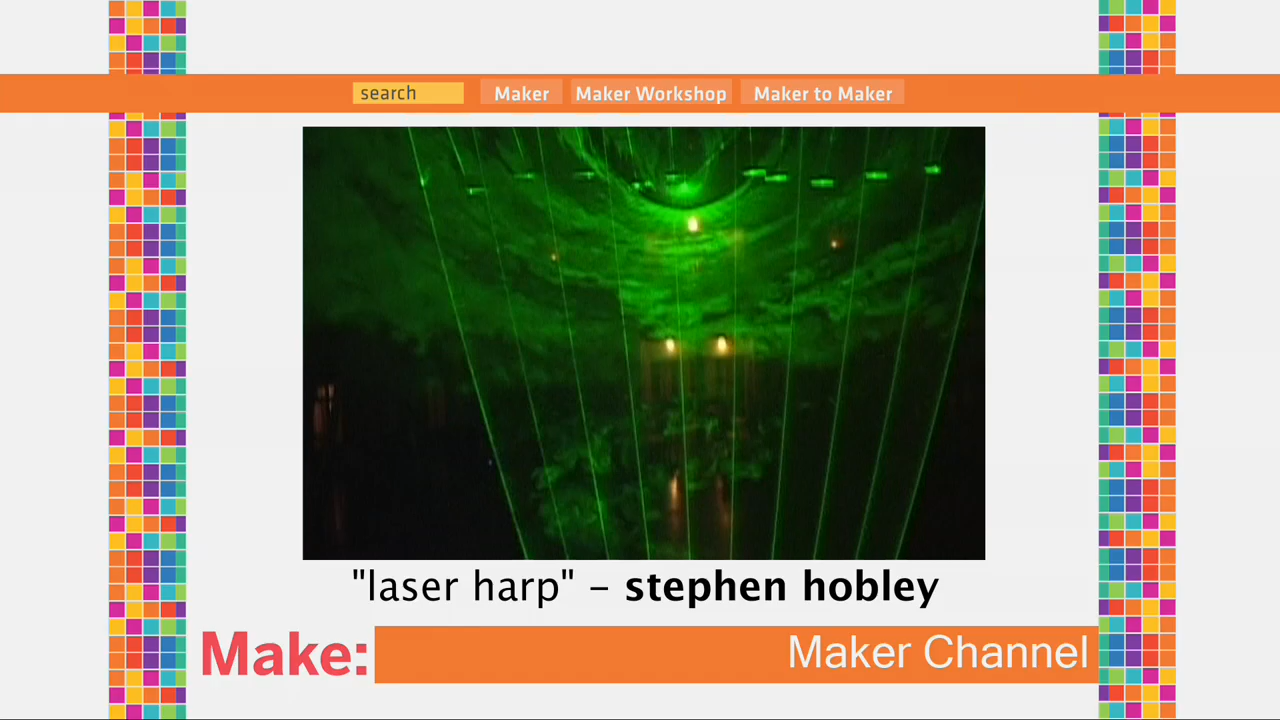 search Maker Maker Workshop Maker to Maker
"laser harp" – stephen hobley
Make: Maker Channel